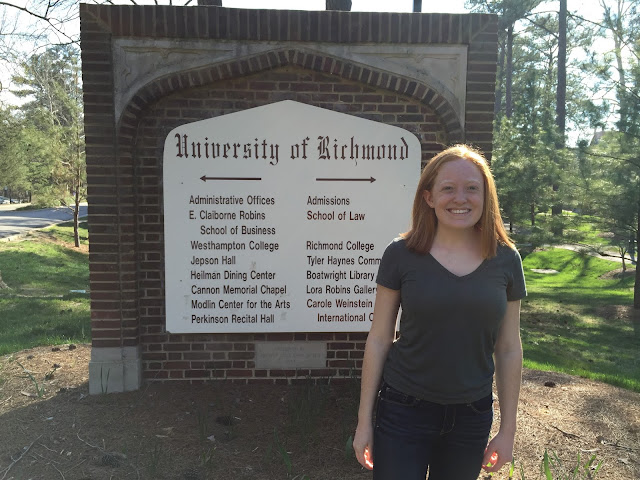 University of Richmond
Administrative Offices
E. Claiborne Robins
School of Business
Westhampton College
Jepson Hall
Heilman Dining Center
Cannon Memorial Chapel
Modlin Center for the Arts
Perkinson Recital Hall
Admissions
School of Law
Richmond College
Tyler Haynes Comm
Boatwright Library
Lora Robins Gallery
Carole Weinstein
International C